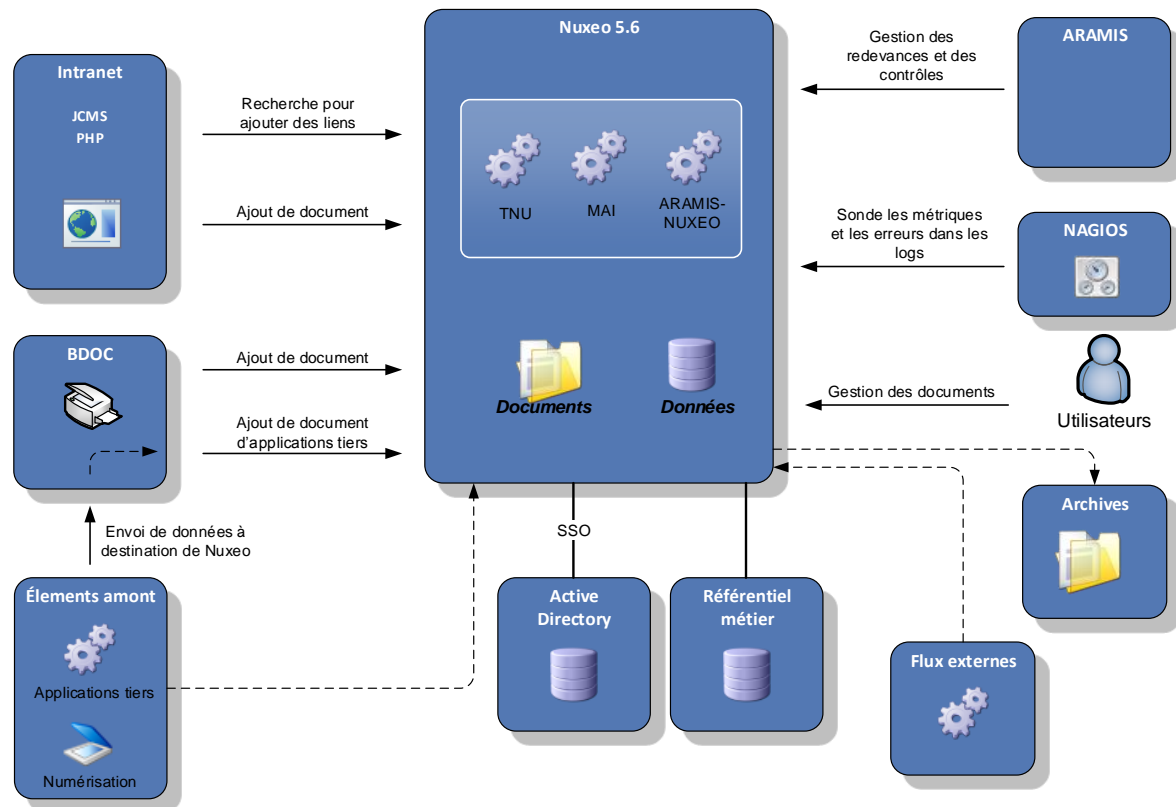 Nuxeo 5.6
TNU
MAI
ARAMIS-
NUXEO
Documents
Données
Intranet
JCMS
PHP
Recherche pour
ajouter des liens
Ajout de document
BDOC
Ajout de document
Ajout de document
d'applications tiers
Envoi de données à
destination de Nuxeo
Élements amont
Applications tiers
Numérisation
SSO
Active
Directory
Référentiel
métier
Gestion des
redevances et des
contrôles
ARAMIS
Sonde les métriques
et les erreurs dans les
logs
NAGIOS
Gestion des documents
Utilisateurs
Archives
Flux externes